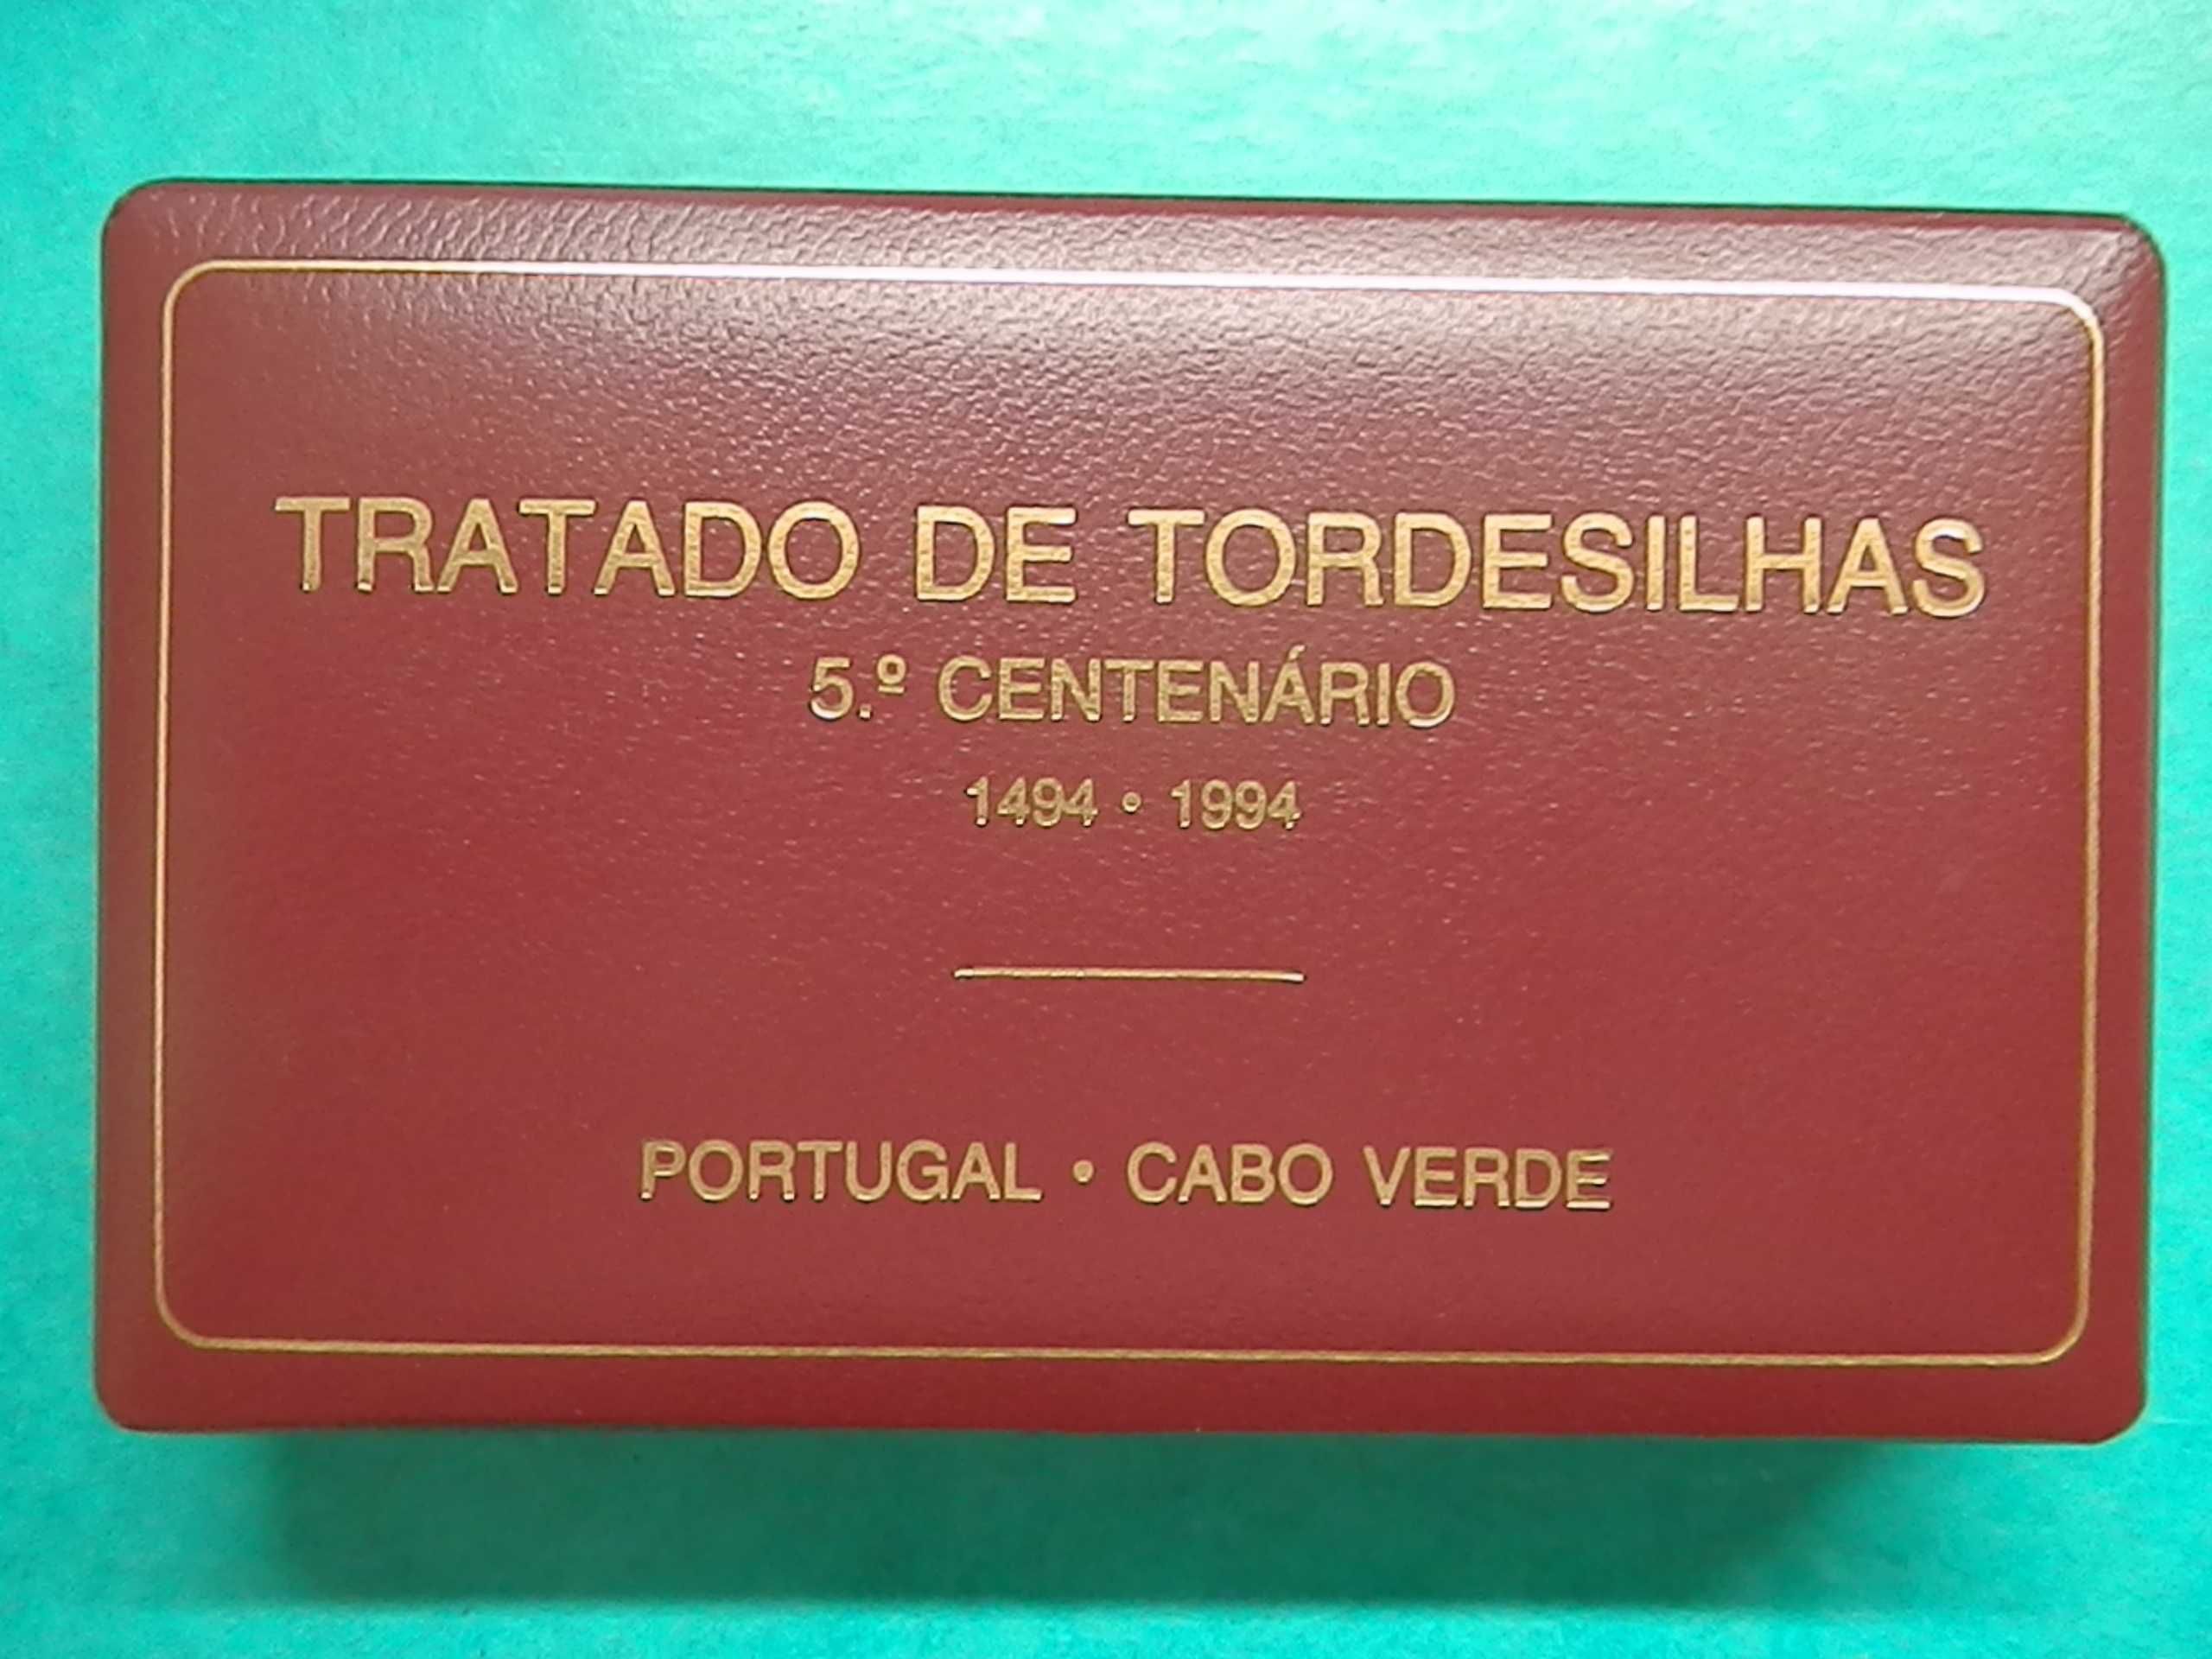 TRATADO DE TORDESILHAS
5.º CENTENÁRIO
1494 • 1994
PORTUGAL • CABO VERDE